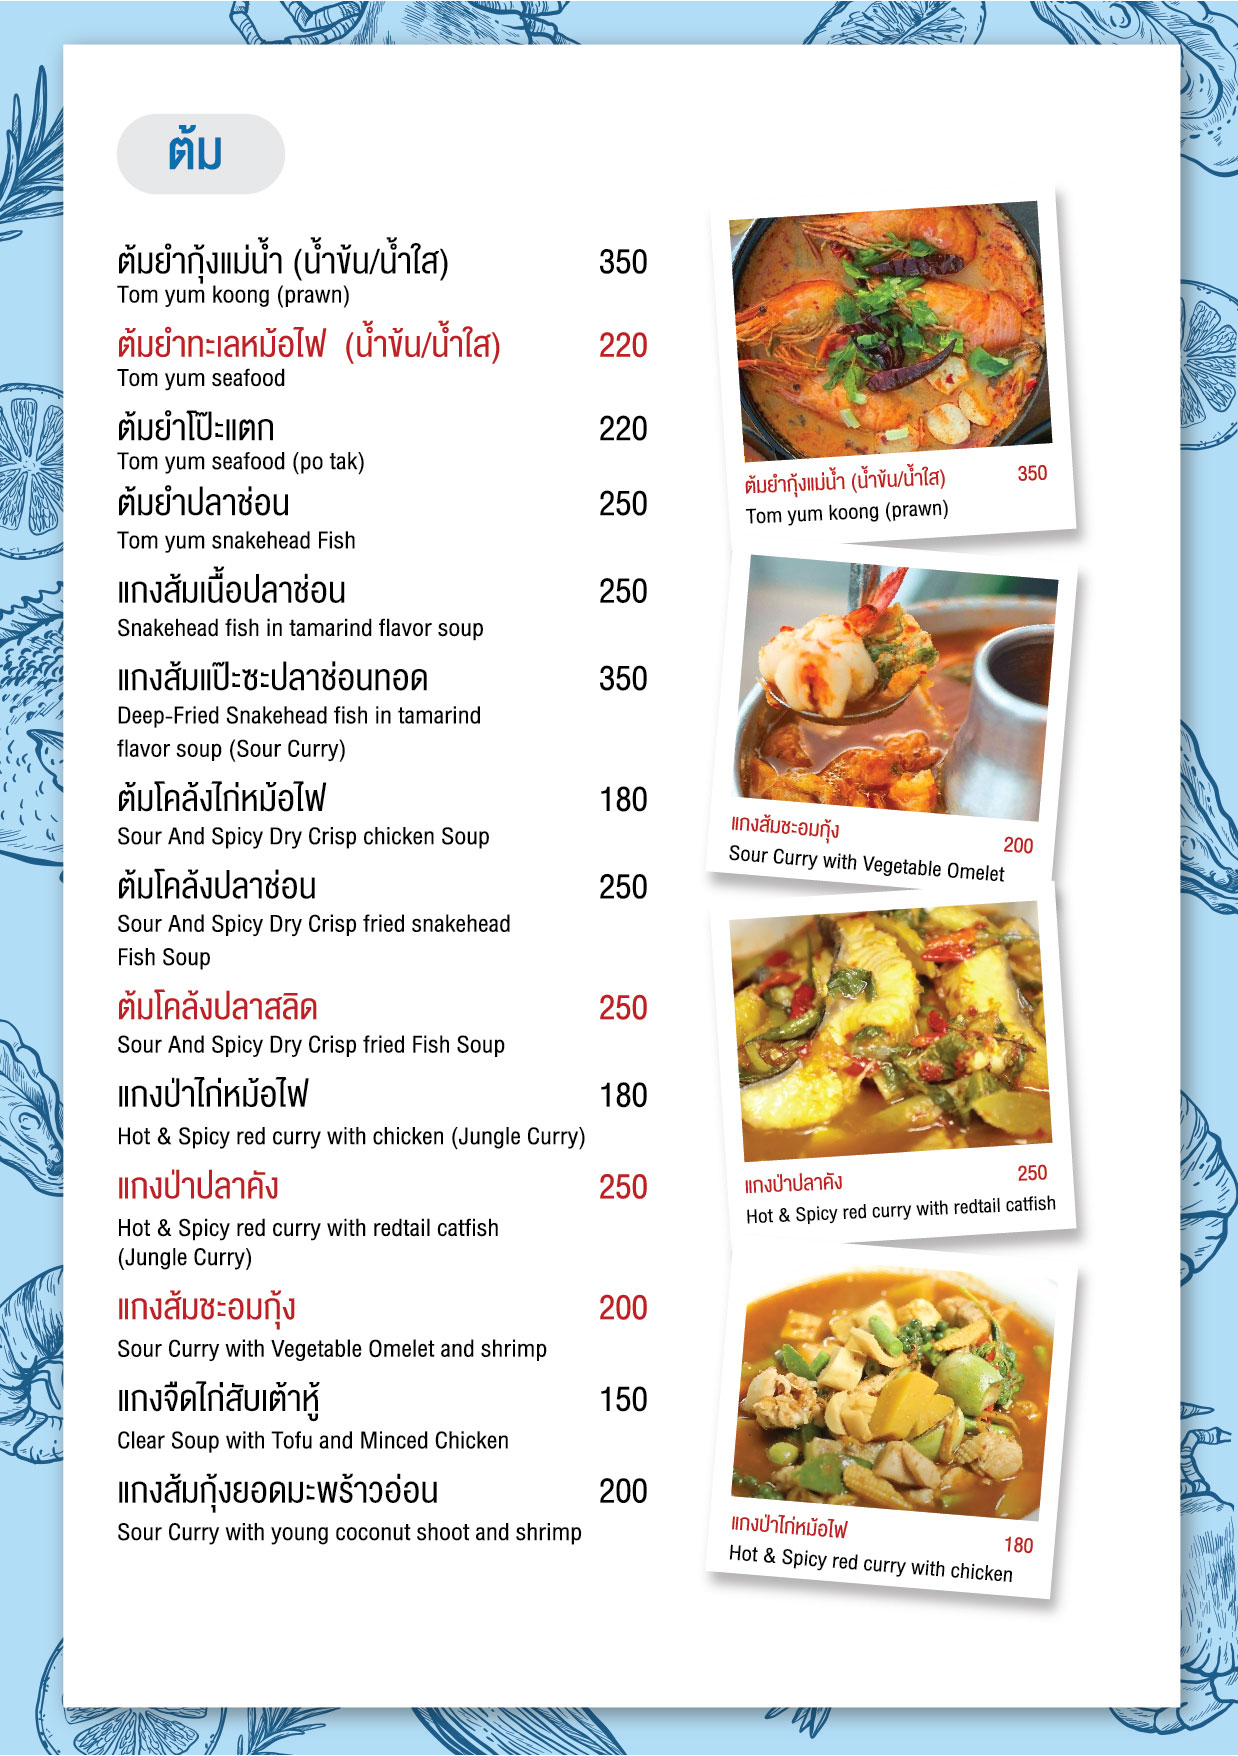 ต้ม
ต้มยำกุ้งแม่น้ำ (น้ำข้น/น้ำใส) 350
Tom yum koong (prawn)
ต้มยำทะเลหม้อไฟ (น้ำข้น/น้ำใส) 220
Tom yum seafood
ต้มยำโป๊ะแตก 220
Tom yum seafood (po tak)
ต้มยำปลาช่อน 250
Tom yum snakehead Fish
แกงส้มเนื้อปลาช่อน 250
Snakehead fish in tamarind flavor soup
แกงส้มแป๊ะซะปลาช่อนทอด 350
Deep-Fried Snakehead fish in tamarind
flavor soup (Sour Curry)
ต้มโคล้งไก่หม้อไฟ 180
Sour And Spicy Dry Crisp chicken Soup
ต้มโคล้งปลาช่อน 250
Sour And Spicy Dry Crisp fried snakehead
Fish Soup
ต้มโคล้งปลาสลิด 250
Sour And Spicy Dry Crisp fried Fish Soup
แกงป่าไก่หม้อไฟ 180
Hot & Spicy red curry with chicken (Jungle Curry)
แกงป่าปลาคัง 250
Hot & Spicy red curry with redtail catfish
(Jungle Curry)
แกงส้มชะอมกุ้ง 200
Sour Curry with Vegetable Omelet and shrimp
แกงจืดไก่สับเต้าหู้ 150
Clear Soup with Tofu and Minced Chicken
แกงส้มกุ้งยอดมะพร้าวอ่อน 200
Sour Curry with young coconut shoot and shrimp
ต้มยำกุ้งแม่น้ำ (น้ำข้น/น้ำใส) 350
Tom yum koong (prawn)
แกงส้มชะอมกุ้ง 200
Sour Curry with Vegetable Omelet
แกงป่าปลาคัง 250
Hot & Spicy red curry with redtail catfish
แกงป่าไก่หม้อไฟ 180
Hot & Spicy red curry with chicken